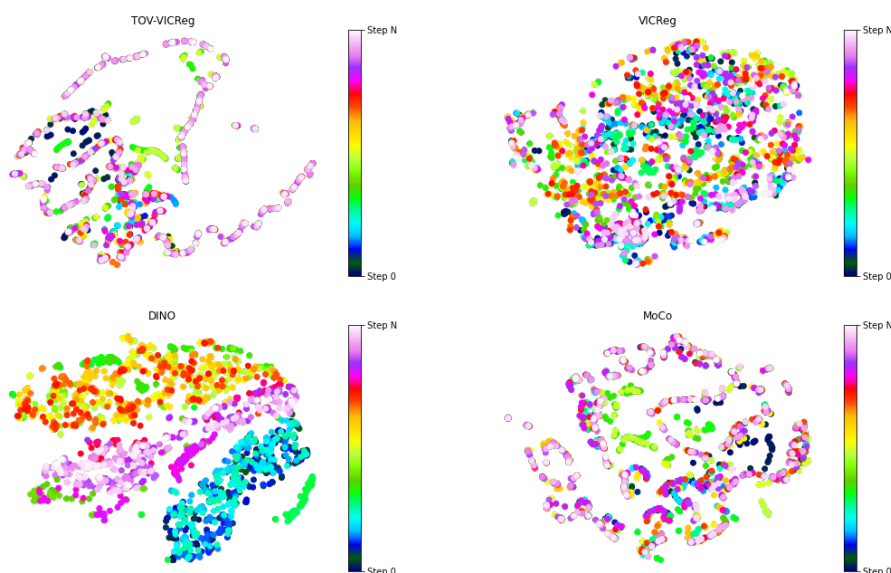 TOV-VICReg
Step N
Step 0
VICReg
Step N
Step 0
DINO
Step N
Step 0
MoCo
Step N
Step 0